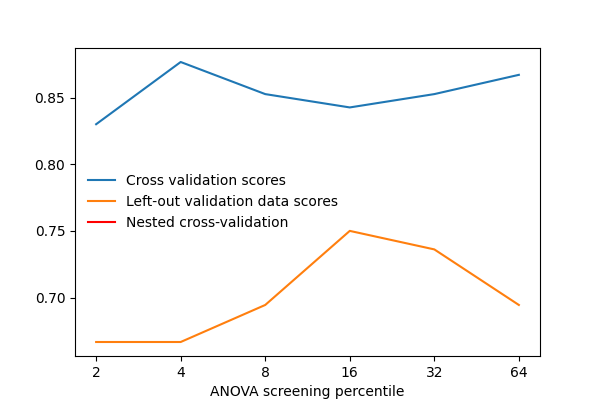 0.85
0.80
0.75
0.70
Cross validation scores
Left-out validation data scores
Nested cross-validation
2 4 8 16 32 64
ANOVA screening percentile